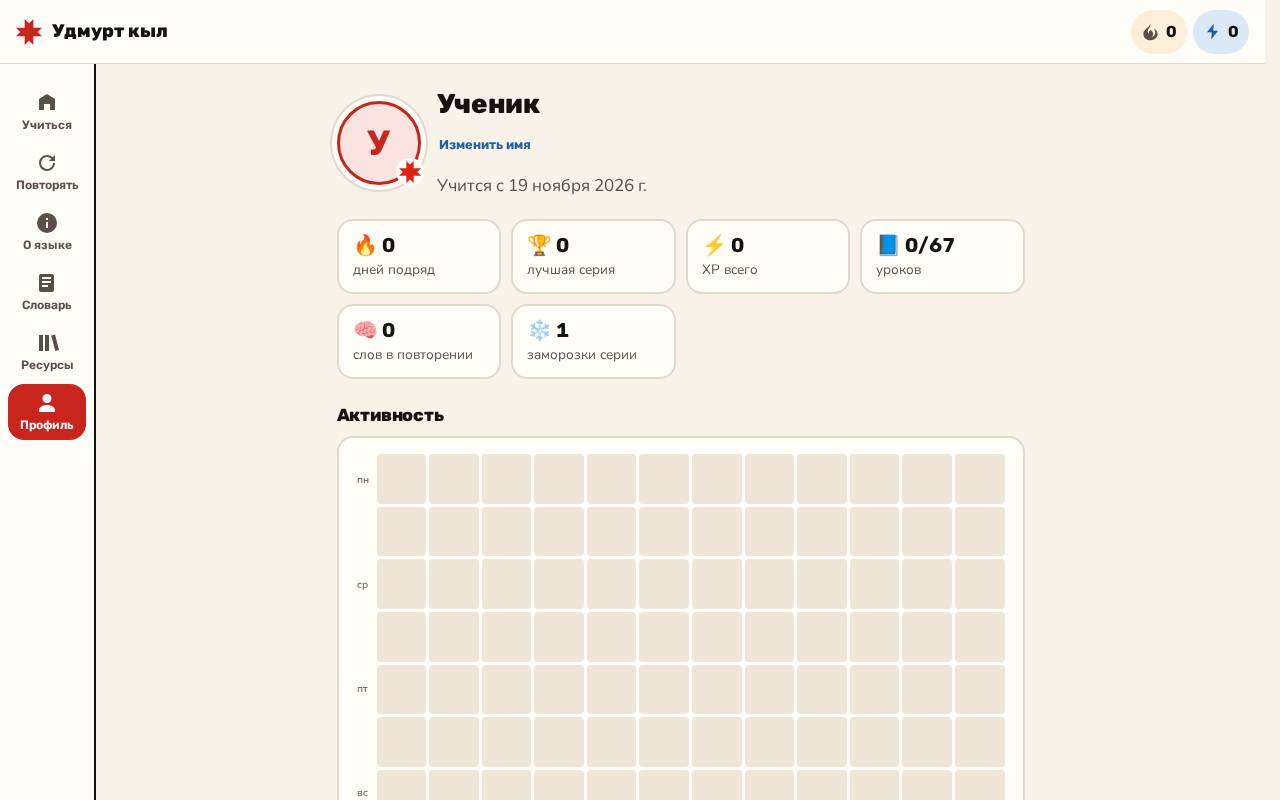 Удмурт кыл
0
0
Учиться
Повторять
О языке
Словарь
Ресурсы
Профиль
У
Ученик
Изменить имя
Учится с 19 ноября 2026 г.
0
дней подряд
0
лучшая серия
0
XP всего
0/67
уроков
0
слов в повторении
1
заморозки серии
Активность
пн
ср
пт
вс